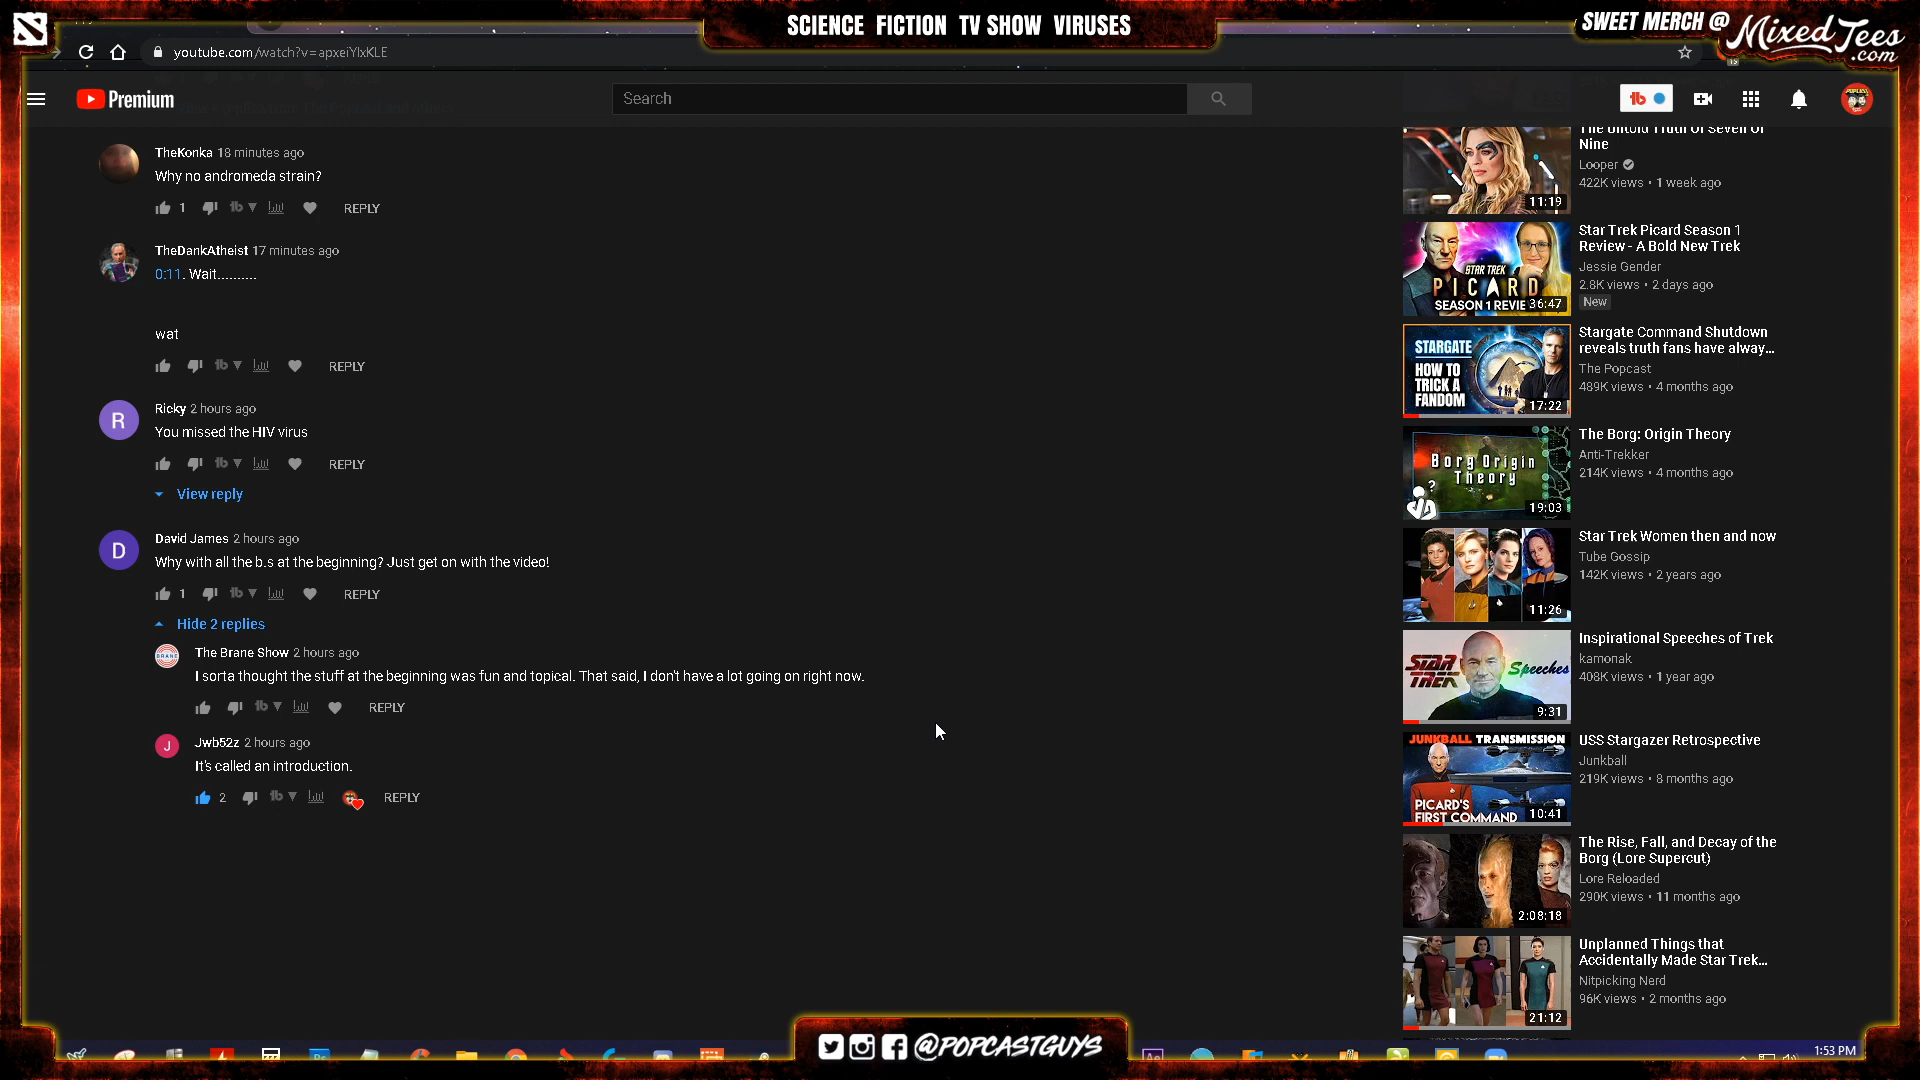 SCIENCE FICTION TV SHOW VIRUSES
SWEET MERCH @
MixedTees
.com
youtube.com/watch?v=apxeiYlxKLE
Premium
Search
TheKonka 18 minutes ago
Why no andromeda strain?
1
REPLY
TheDankAtheist 17 minutes ago
0:11. Wait..........
wat
REPLY
Ricky 2 hours ago
R
You missed the HIV virus
REPLY
View reply
David James 2 hours ago
D
Why with all the b.s at the beginning? Just get on with the video!
1
REPLY
Hide 2 replies
The Brane Show 2 hours ago
BRANE
I sorta thought the stuff at the beginning was fun and topical. That said, I don't have a lot going on right now.
REPLY
Jwb52z 2 hours ago
J
It's called an introduction.
2
REPLY
The Untold Truth Of Seven Of
Nine
Looper
422K views • 1 week ago
11:19
Star Trek Picard Season 1
Review - A Bold New Trek
Jessie Gender
2.8K views • 2 days ago
New
STAR TREK
PICARD
SEASON 1 REVIE
36:47
Stargate Command Shutdown
reveals truth fans have alway...
The Popcast
489K views • 4 months ago
STARGATE
HOW TO
TRICK A
FANDOM
17:22
The Borg: Origin Theory
Anti-Trekker
214K views • 4 months ago
Borg Origin
Theory
?
19:03
Star Trek Women then and now
Tube Gossip
142K views • 2 years ago
11:26
Inspirational Speeches of Trek
kamonak
408K views • 1 year ago
STAR
TREK
Speeches
9:31
USS Stargazer Retrospective
Junkball
219K views • 8 months ago
JUNKBALL TRANSMISSION
PICARD'S
FIRST COMMAND
10:41
The Rise, Fall, and Decay of the
Borg (Lore Supercut)
Lore Reloaded
290K views • 11 months ago
2:08:18
Unplanned Things that
Accidentally Made Star Trek...
Nitpicking Nerd
96K views • 2 months ago
21:12
@POPCASTGUYS
1:53 PM